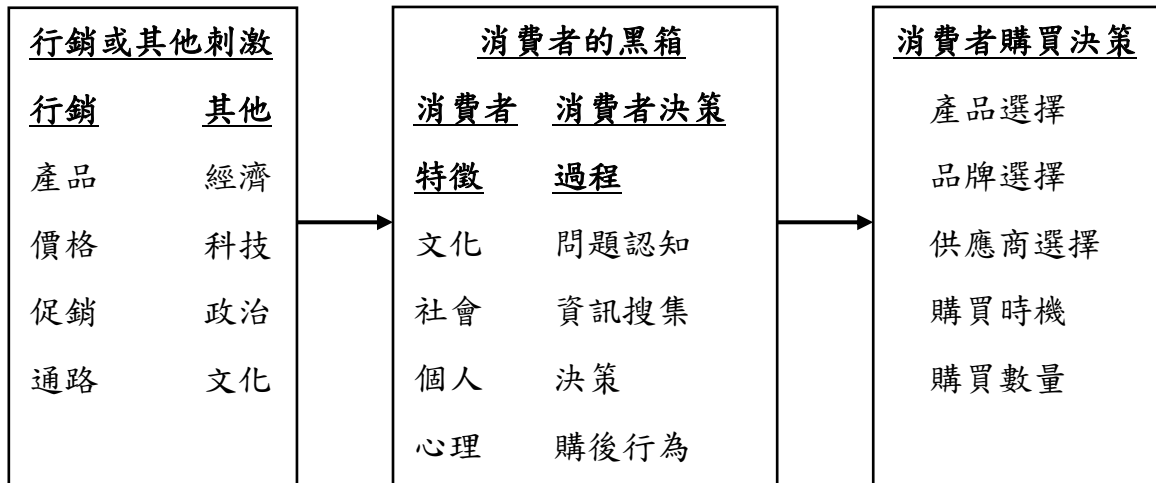 行銷或其他刺激
行銷 其他
產品 經濟
價格 科技
促銷 政治
通路 文化
消費者的黑箱
消費者 消費者決策
特徵 過程
文化 問題認知
社會 資訊搜集
個人 決策
心理 購後行為
消費者購買決策
產品選擇
品牌選擇
供應商選擇
購買時機
購買數量